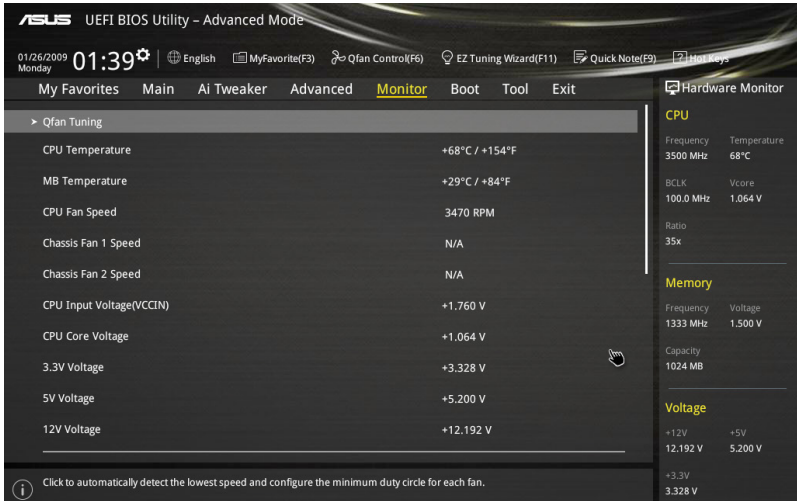 ASUS UEFI BIOS Utility – Advanced Mode
01/26/2009 Monday 01:39 English MyFavorite(F3) Qfan Control(F6) EZ Tuning Wizard(F11) Quick Note(F9) ? Hot Keys
My Favorites Main Ai Tweaker Advanced Monitor Boot Tool Exit
> Qfan Tuning
CPU Temperature +68°C / +154°F
MB Temperature +29°C / +84°F
CPU Fan Speed 3470 RPM
Chassis Fan 1 Speed N/A
Chassis Fan 2 Speed N/A
CPU Input Voltage(VCCIN) +1.760 V
CPU Core Voltage +1.064 V
3.3V Voltage +3.328 V
5V Voltage +5.200 V
12V Voltage +12.192 V
Click to automatically detect the lowest speed and configure the minimum duty circle for each fan.
Hardware Monitor
CPU
Frequency Temperature
3500 MHz 68°C
BCLK Vcore
100.0 MHz 1.064 V
Ratio
35x
Memory
Frequency Voltage
1333 MHz 1.500 V
Capacity
1024 MB
Voltage
+12V +5V
12.192 V 5.200 V
+3.3V
3.328 V